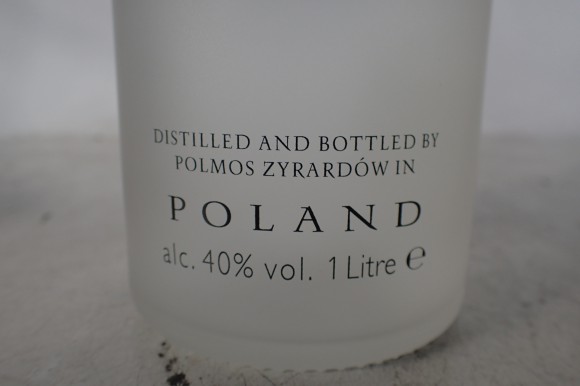 DISTILLED AND BOTTLED BY
POLMOS ZYRARDÓW IN
POLAND
alc. 40% vol. 1 Litre ℮